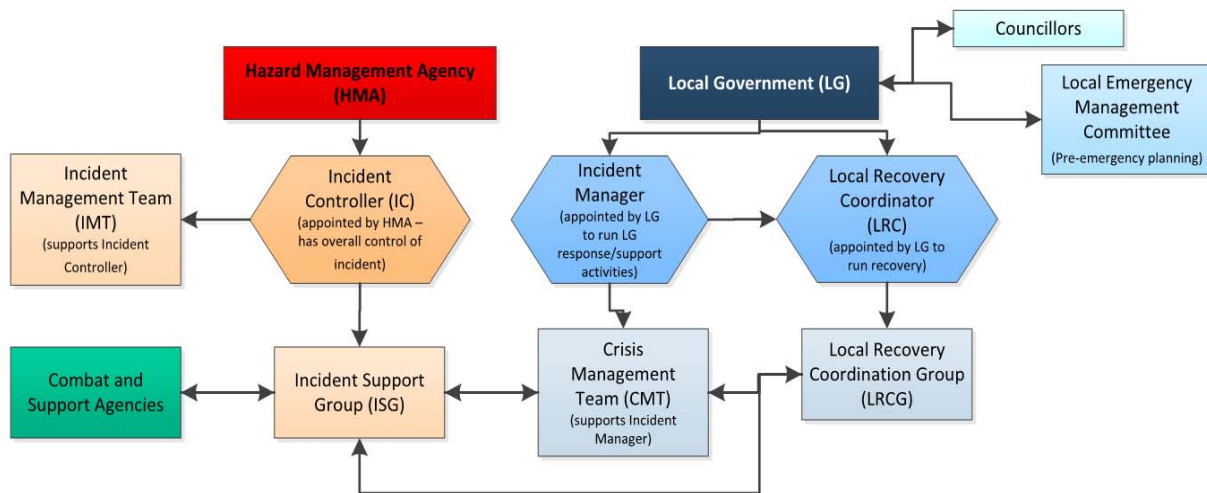 Councillors
Hazard Management Agency
(HMA)
Local Government (LG)
Local Emergency
Management
Committee
(Pre-emergency planning)
Incident
Management Team
(IMT)
(supports Incident
Controller)
Incident
Controller (IC)
(appointed by HMA –
has overall control of
incident)
Incident
Manager
(appointed by LG
to run LG
response/support
activities)
Local Recovery
Coordinator
(LRC)
(appointed by LG to
run recovery)
Combat and
Support Agencies
Incident Support
Group (ISG)
Crisis
Management
Team (CMT)
(supports Incident
Manager)
Local Recovery
Coordination Group
(LRCG)